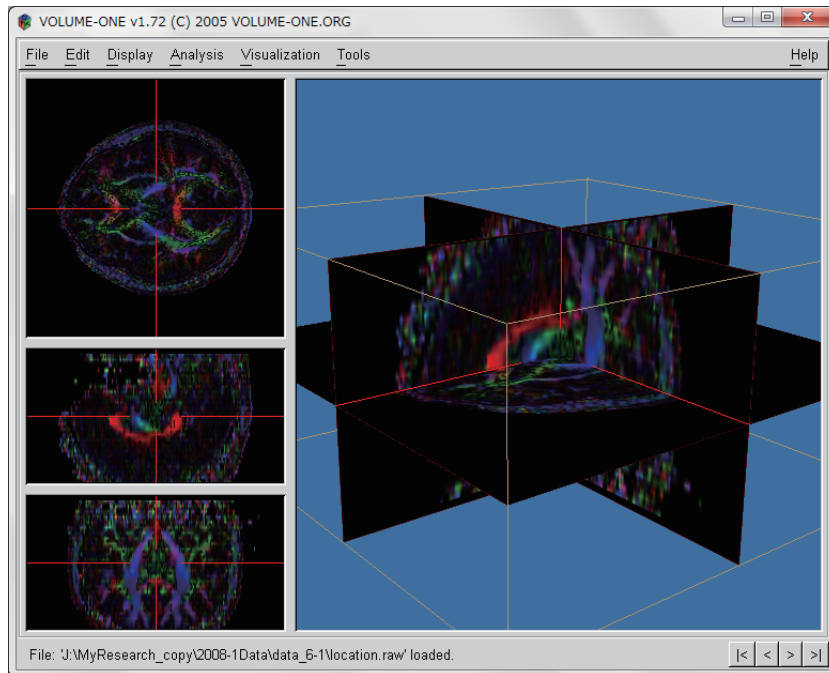 VOLUME-ONE v1.72 (C) 2005 VOLUME-ONE.ORG
File Edit Display Analysis Visualization Tools Help
File: 'J:\MyResearch_copy\2008-1Data\data_6-1\location.raw' loaded.
|< < > >|